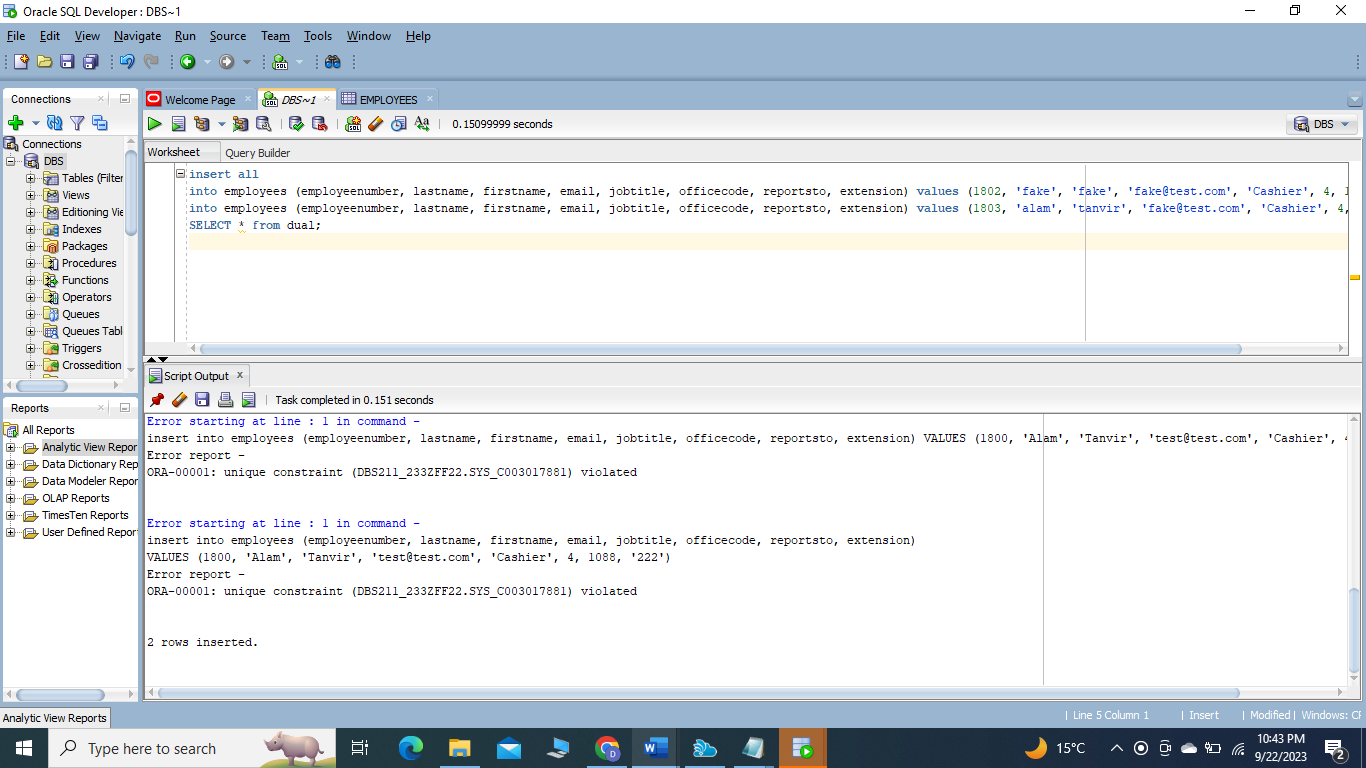 Oracle SQL Developer : DBS~1
File Edit View Navigate Run Source Team Tools Window Help
Connections
Welcome Page
DBS~1
EMPLOYEES
0.15099999 seconds
DBS
Connections
DBS
Tables (Filter
Views
Editioning Vie
Indexes
Packages
Procedures
Functions
Operators
Queues
Queues Tabl
Triggers
Crossedition
Worksheet Query Builder
insert all
into employees (employeenumber, lastname, firstname, email, jobtitle, officecode, reportsto, extension) values (1802, 'fake', 'fake', 'fake@test.com', 'Cashier', 4, 1
into employees (employeenumber, lastname, firstname, email, jobtitle, officecode, reportsto, extension) values (1803, 'alam', 'tanvir', 'fake@test.com', 'Cashier', 4,
SELECT * from dual;
Script Output
Task completed in 0.151 seconds
Reports
All Reports
Analytic View Repor
Data Dictionary Rep
Data Modeler Repor
OLAP Reports
TimesTen Reports
User Defined Repor
Error starting at line : 1 in command -
insert into employees (employeenumber, lastname, firstname, email, jobtitle, officecode, reportsto, extension) VALUES (1800, 'Alam', 'Tanvir', 'test@test.com', 'Cashier', 4
Error report -
ORA-00001: unique constraint (DBS211_233ZFF22.SYS_C003017881) violated
Error starting at line : 1 in command -
insert into employees (employeenumber, lastname, firstname, email, jobtitle, officecode, reportsto, extension)
VALUES (1800, 'Alam', 'Tanvir', 'test@test.com', 'Cashier', 4, 1088, '222')
Error report -
ORA-00001: unique constraint (DBS211_233ZFF22.SYS_C003017881) violated
2 rows inserted.
Analytic View Reports
Line 5 Column 1 | Insert | Modified | Windows: CF
Type here to search
15°C
10:43 PM
9/22/2023
2